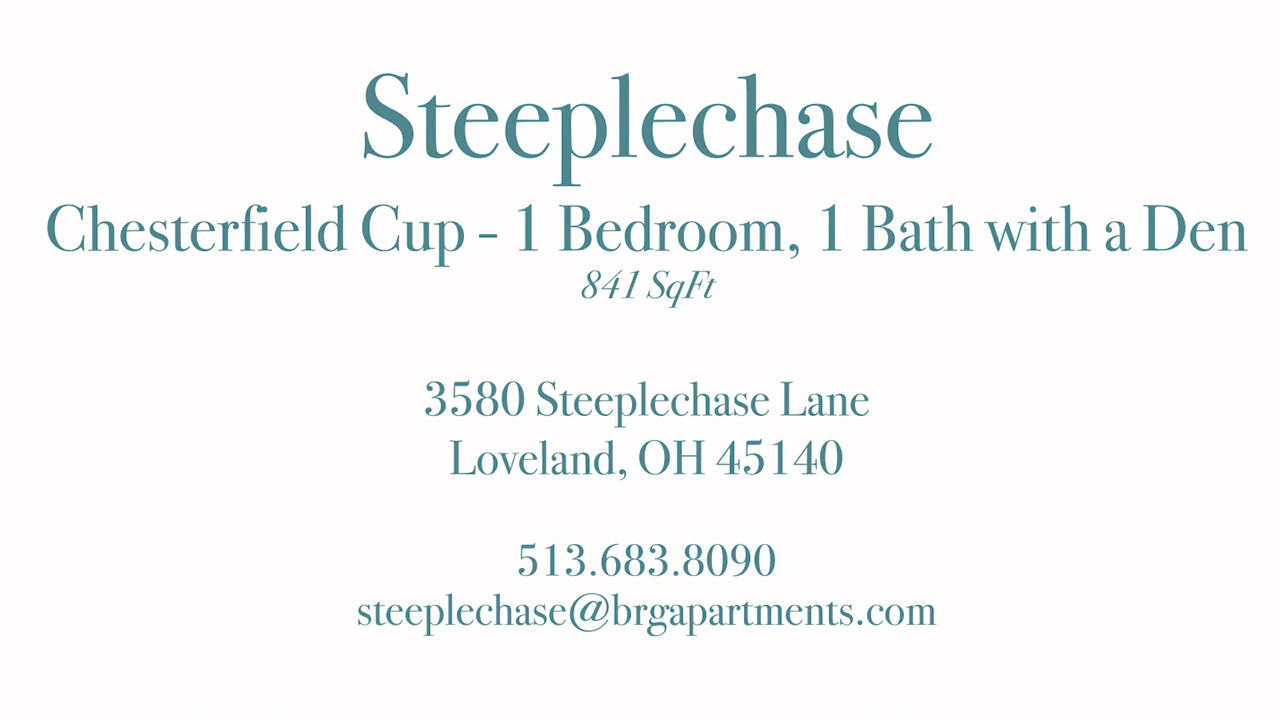 Steeplechase
Chesterfield Cup - 1 Bedroom, 1 Bath with a Den
841 SqFt
3580 Steeplechase Lane
Loveland, OH 45140
513.683.8090
steeplechase@brgapartments.com